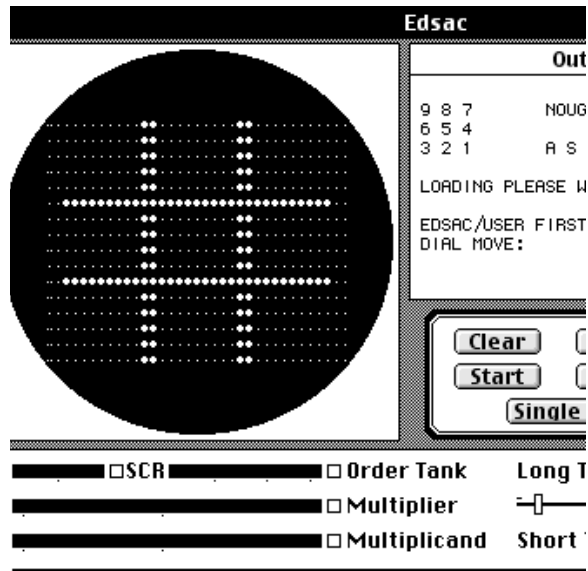 Edsac
Out
9 8 7 NOUG
6 5 4
3 2 1 A S
LOADING PLEASE W
EDSAC/USER FIRST
DIAL MOVE:
Clear
Start
Single
SCR Order Tank Long T
Multiplier
Multiplicand Short T